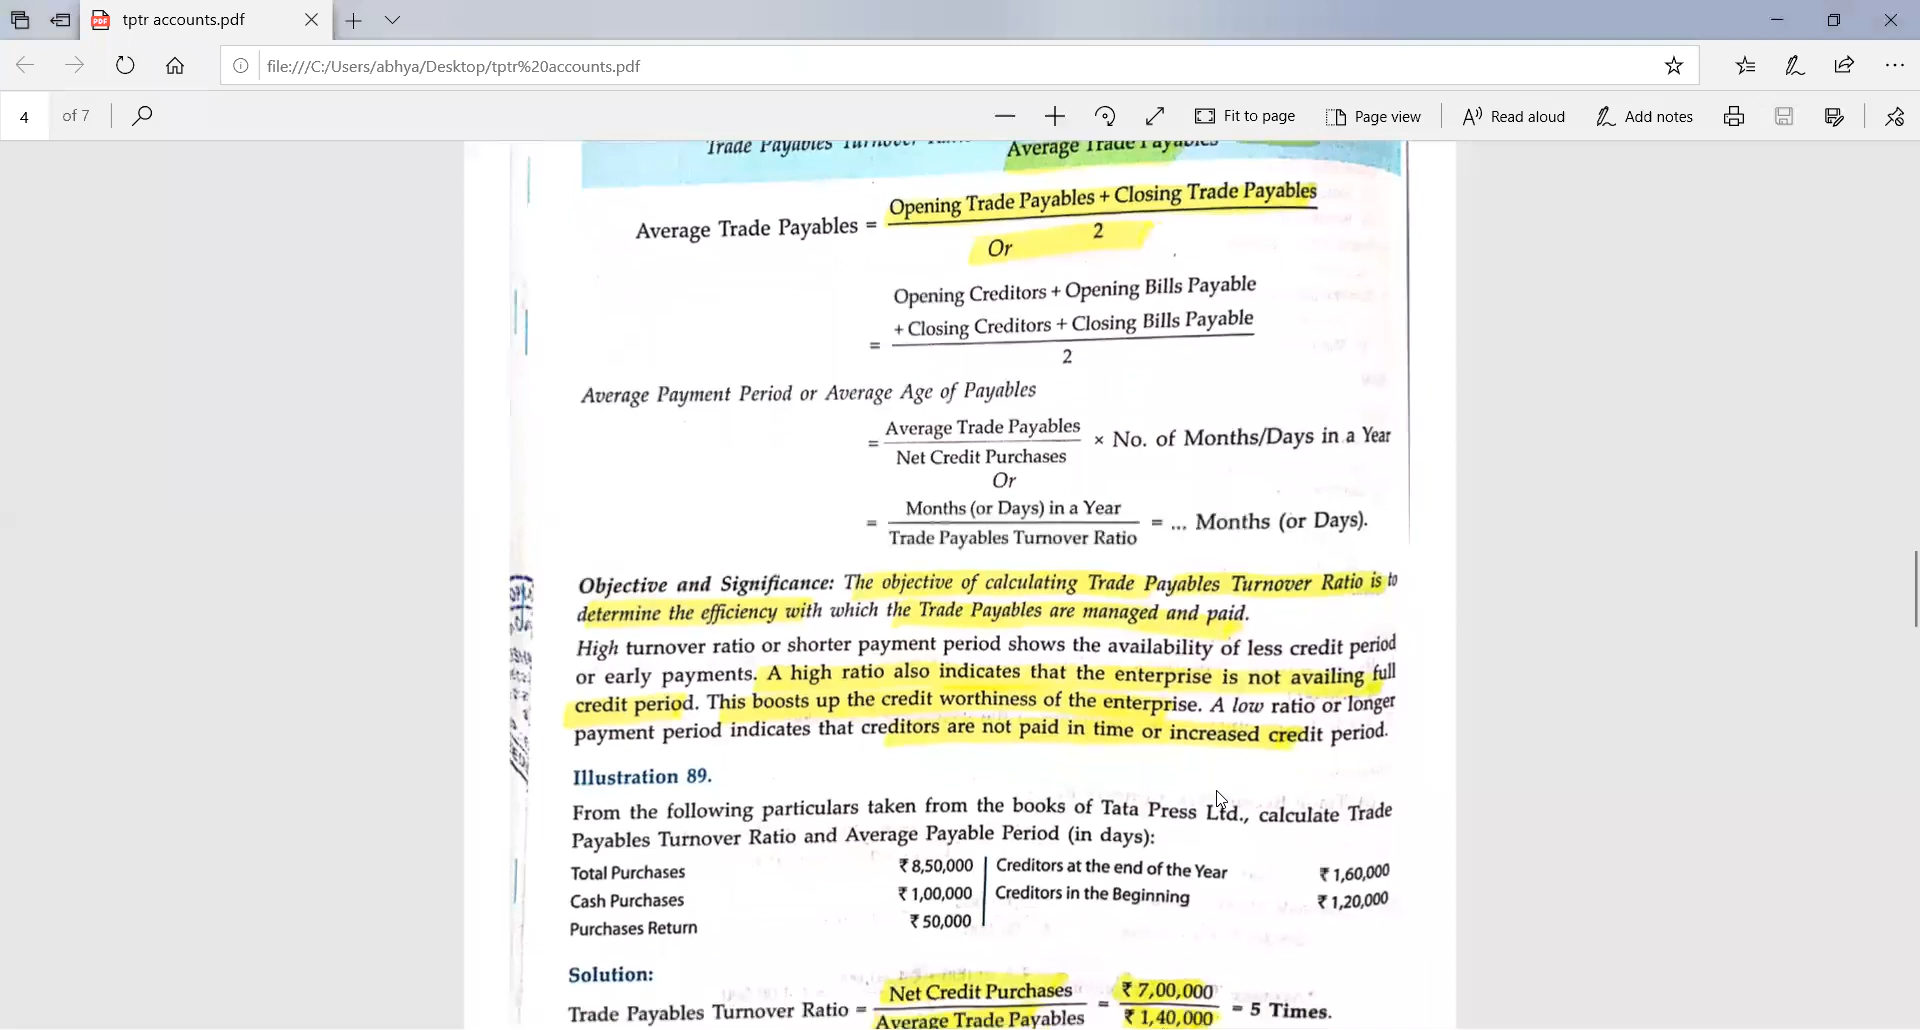 tptr accounts.pdf
file:///C:/Users/abhya/Desktop/tptr%20accounts.pdf
4 of 7 Fit to page Page view Read aloud Add notes
Trade Payables Average Trade Payables
Average Trade Payables = Opening Trade Payables + Closing Trade Payables
2
Or
Opening Creditors + Opening Bills Payable
+ Closing Creditors + Closing Bills Payable
=
2
Average Payment Period or Average Age of Payables
= Average Trade Payables × No. of Months/Days in a Year
Net Credit Purchases
Or
= Months (or Days) in a Year = ... Months (or Days).
Trade Payables Turnover Ratio
Objective and Significance: The objective of calculating Trade Payables Turnover Ratio is to
determine the efficiency with which the Trade Payables are managed and paid.
High turnover ratio or shorter payment period shows the availability of less credit period
or early payments. A high ratio also indicates that the enterprise is not availing full
credit period. This boosts up the credit worthiness of the enterprise. A low ratio or longer
payment period indicates that creditors are not paid in time or increased credit period.
Illustration 89.
From the following particulars taken from the books of Tata Press Ltd., calculate Trade
Payables Turnover Ratio and Average Payable Period (in days):
Total Purchases ₹ 8,50,000 Creditors at the end of the Year ₹ 1,60,000
Cash Purchases ₹ 1,00,000 Creditors in the Beginning ₹ 1,20,000
Purchases Return ₹ 50,000
Solution:
Trade Payables Turnover Ratio = Net Credit Purchases = ₹ 7,00,000 = 5 Times.
Average Trade Payables ₹ 1,40,000